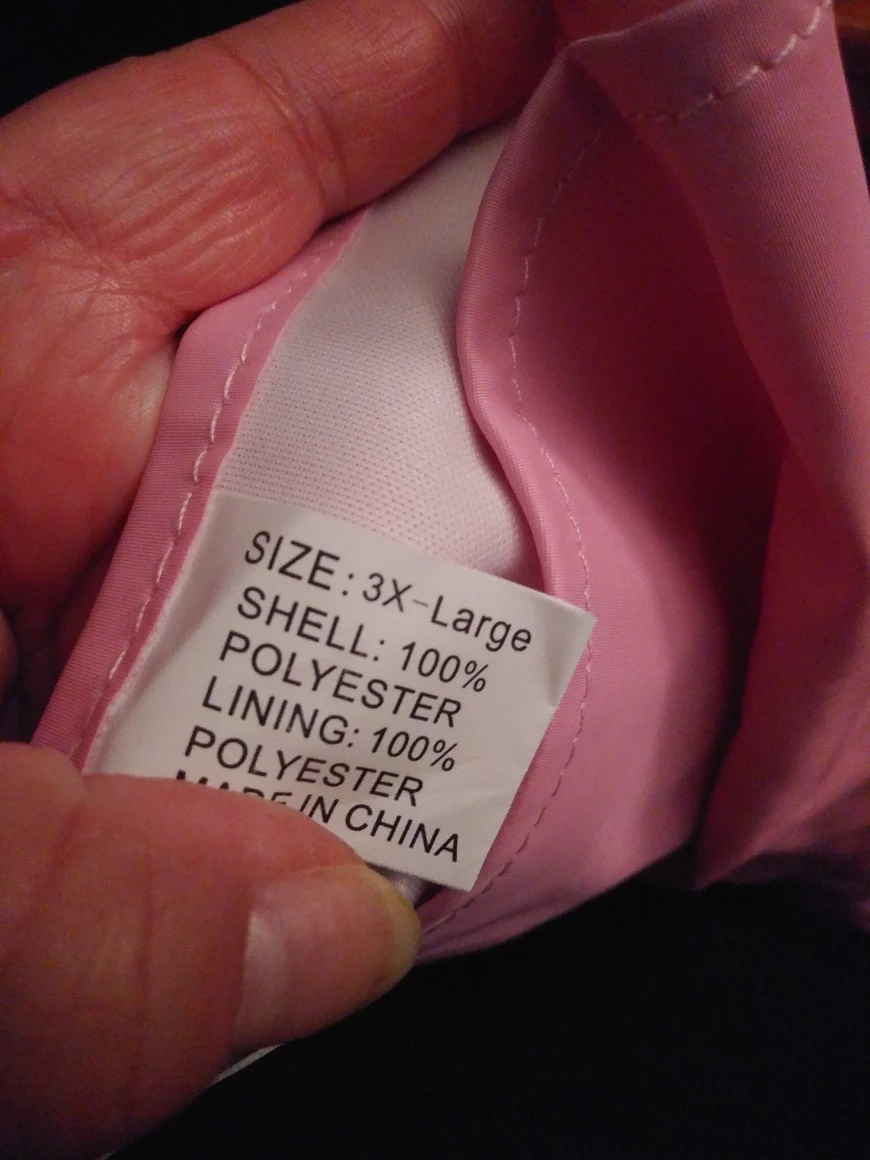 SIZE: 3X-Large
SHELL: 100%
POLYESTER
LINING: 100%
POLYESTER
MADE IN CHINA